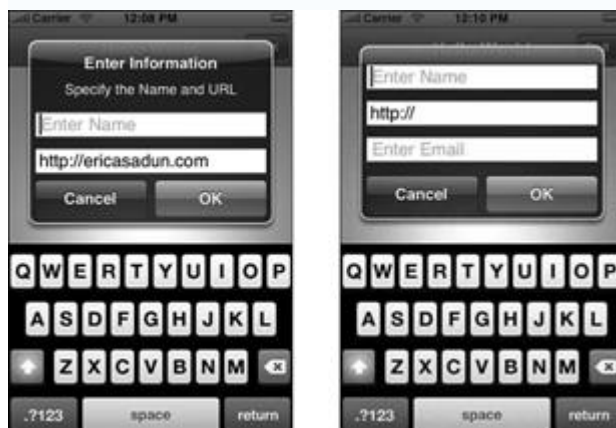 Carrier 12:08 PM
Enter Information
Specify the Name and URL
Enter Name
http://ericasadun.com
Cancel OK
Q W E R T Y U I O P
A S D F G H J K L
Z X C V B N M
.?123 space return
Carrier 12:10 PM
Enter Name
http://
Enter Email
Cancel OK
Q W E R T Y U I O P
A S D F G H J K L
Z X C V B N M
.?123 space return